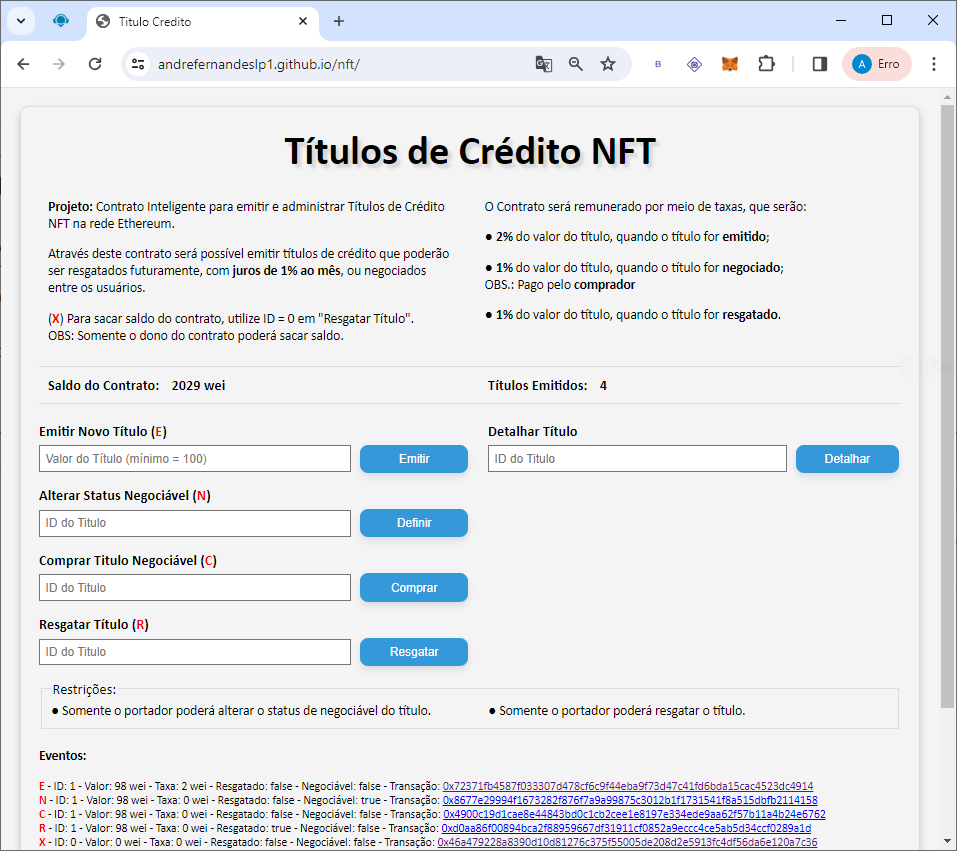 Titulo Credito
andrefernandeslp1.github.io/nft/
B
A
Erro
Títulos de Crédito NFT
Projeto: Contrato Inteligente para emitir e administrar Títulos de Crédito
NFT na rede Ethereum.
Através deste contrato será possível emitir títulos de crédito que poderão
ser resgatados futuramente, com juros de 1% ao mês, ou negociados
entre os usuários.
(X) Para sacar saldo do contrato, utilize ID = 0 em "Resgatar Título".
OBS: Somente o dono do contrato poderá sacar saldo.
O Contrato será remunerado por meio de taxas, que serão:
● 2% do valor do título, quando o título for emitido;
● 1% do valor do título, quando o título for negociado;
OBS.: Pago pelo comprador
● 1% do valor do título, quando o título for resgatado.
Saldo do Contrato: 2029 wei
Títulos Emitidos: 4
Emitir Novo Título (E)
Valor do Título (mínimo = 100)
Emitir
Detalhar Título
ID do Titulo
Detalhar
Alterar Status Negociável (N)
ID do Titulo
Definir
Comprar Titulo Negociável (C)
ID do Titulo
Comprar
Resgatar Título (R)
ID do Titulo
Resgatar
Restrições:
● Somente o portador poderá alterar o status de negociável do título.
● Somente o portador poderá resgatar o título.
Eventos:
E - ID: 1 - Valor: 98 wei - Taxa: 2 wei - Resgatado: false - Negociável: false - Transação: 0x72371fb4587f033307d478cf6c9f44eba9f73d47c41fd6bda15cac4523dc4914
N - ID: 1 - Valor: 98 wei - Taxa: 0 wei - Resgatado: false - Negociável: true - Transação: 0x8677e29994f1673282f876f7a9a99875c3012b1f1731541f8a515dbfb2114158
C - ID: 1 - Valor: 98 wei - Taxa: 0 wei - Resgatado: false - Negociável: false - Transação: 0x4900c19d1cae8e44843bd0c1cb2cee1e8197e334ede9aa62f57b11a4b24e6762
R - ID: 1 - Valor: 98 wei - Taxa: 0 wei - Resgatado: true - Negociável: false - Transação: 0xd0aa86f00894bca2f88959667df31911cf0852a9eccc4ce5ab5d34ccf0289a1d
X - ID: 0 - Valor: 0 wei - Taxa: 0 wei - Resgatado: false - Negociável: false - Transação: 0x46a479228a8390d10d81276c375f55005de208d2e5913fc4df56da6e120a7c36